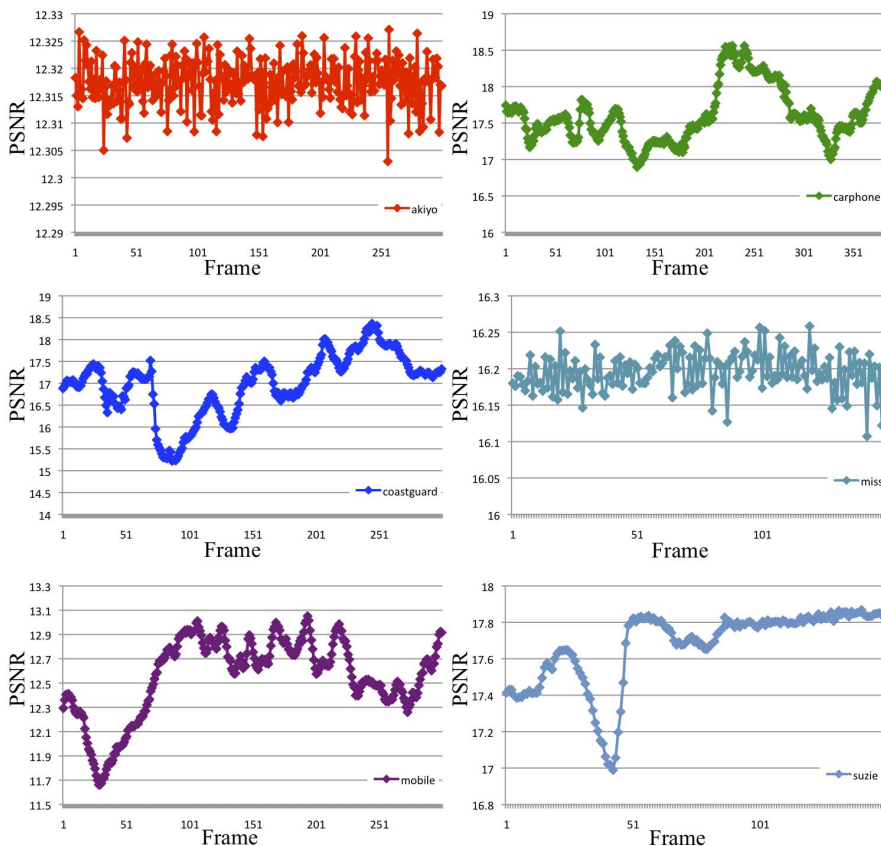 12.33
12.325
12.32
12.315
12.31
12.305
12.3
12.295
12.29
PSNR
akiyo
1 51 101 151 201 251
Frame
19
18.5
18
17.5
17
16.5
16
PSNR
carphone
1 51 101 151 201 251 301 351
Frame
19
18.5
18
17.5
17
16.5
16
15.5
15
14.5
14
PSNR
coastguard
1 51 101 151 201 251
Frame
16.3
16.25
16.2
16.15
16.1
16.05
16
PSNR
miss
1 51 101
Frame
13.3
13.1
12.9
12.7
12.5
12.3
12.1
11.9
11.7
11.5
PSNR
mobile
1 51 101 151 201 251
Frame
18
17.8
17.6
17.4
17.2
17
16.8
PSNR
suzie
1 51 101
Frame